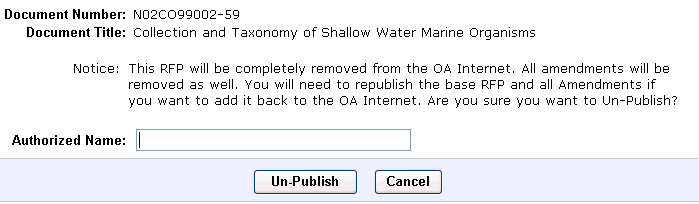 Document Number: N02CO99002-59
Document Title: Collection and Taxonomy of Shallow Water Marine Organisms
Notice: This RFP will be completely removed from the OA Internet. All amendments will be
removed as well. You will need to republish the base RFP and all Amendments if
you want to add it back to the OA Internet. Are you sure you want to Un-Publish?
Authorized Name:
Un-Publish Cancel